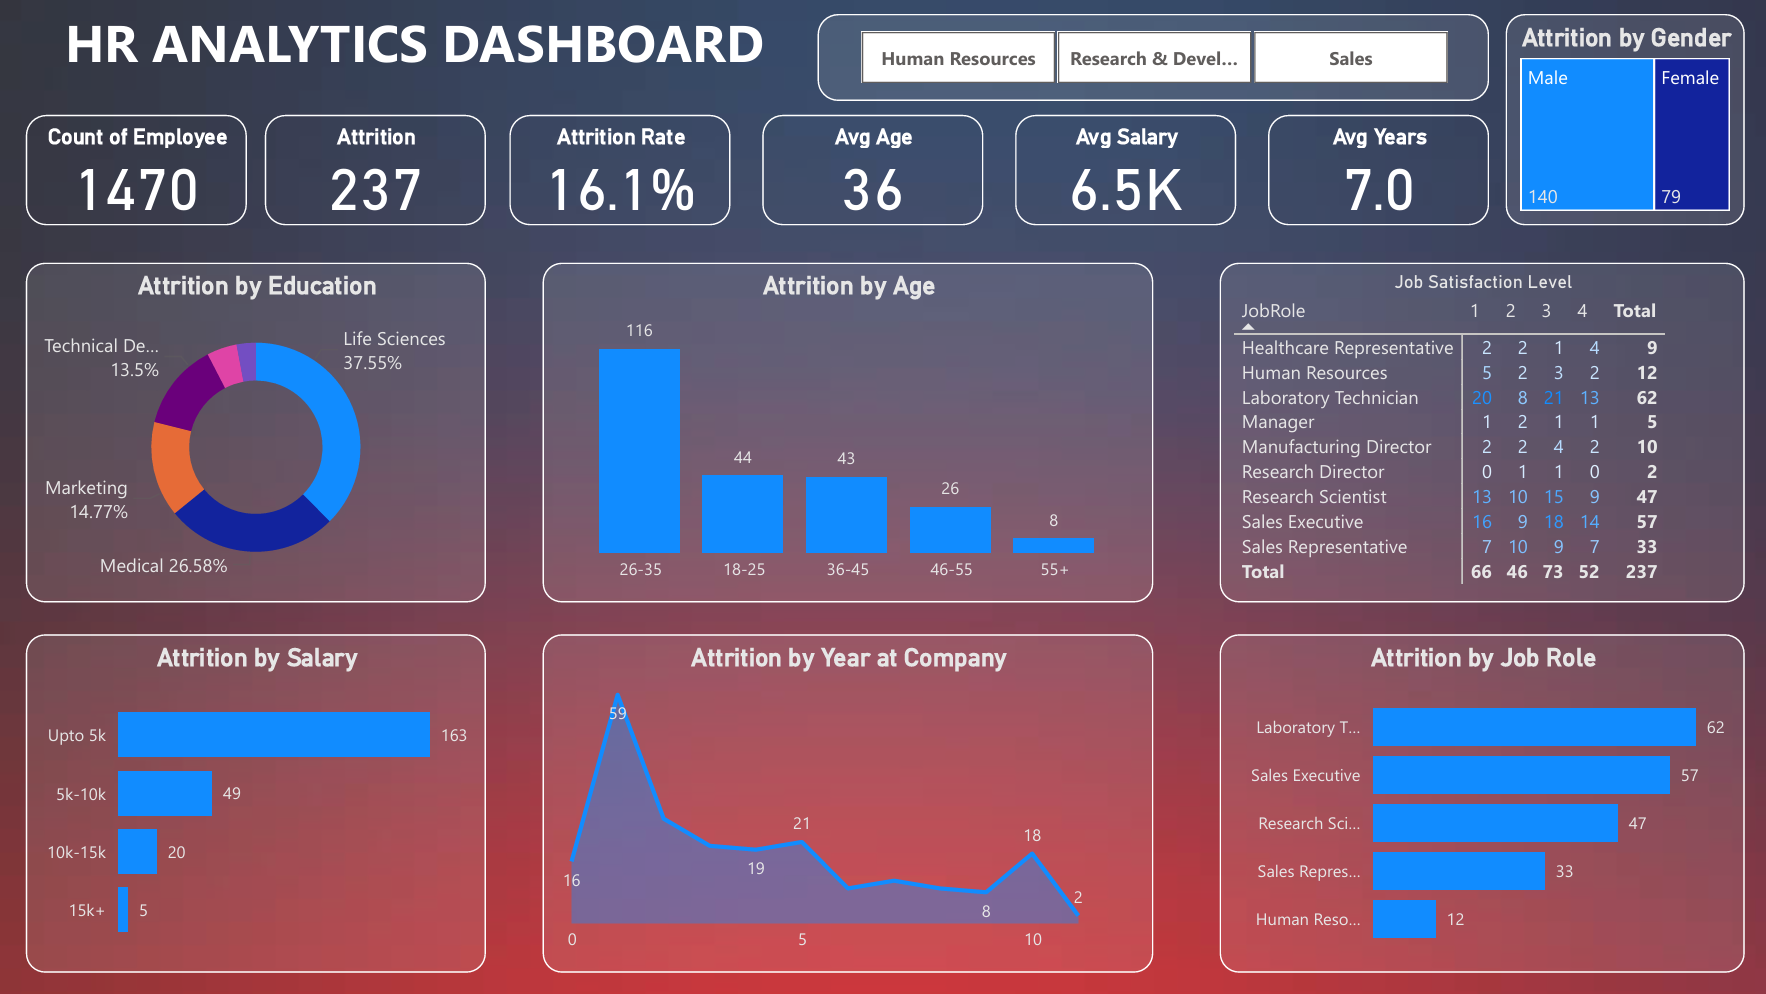 HR ANALYTICS DASHBOARD
Human Resources
Research & Devel...
Sales
Attrition by Gender
Male
Female
140
79
Count of Employee
1470
Attrition
237
Attrition Rate
16.1%
Avg Age
36
Avg Salary
6.5K
Avg Years
7.0
Attrition by Education
Technical De...
13.5%
Life Sciences
37.55%
Marketing
14.77%
Medical 26.58%
Attrition by Age
116
44
43
26
8
26-35 18-25 36-45 46-55 55+
Job Satisfaction Level
JobRole 1 2 3 4 Total
Healthcare Representative 2 2 1 4 9
Human Resources 5 2 3 2 12
Laboratory Technician 20 8 21 13 62
Manager 1 2 1 1 5
Manufacturing Director 2 2 4 2 10
Research Director 0 1 1 0 2
Research Scientist 13 10 15 9 47
Sales Executive 16 9 18 14 57
Sales Representative 7 10 9 7 33
Total 66 46 73 52 237
Attrition by Salary
Upto 5k 163
5k-10k 49
10k-15k 20
15k+ 5
Attrition by Year at Company
59
21
18
19
16
2
8
0 5 10
Attrition by Job Role
Laboratory T... 62
Sales Executive 57
Research Sci... 47
Sales Repres... 33
Human Reso... 12